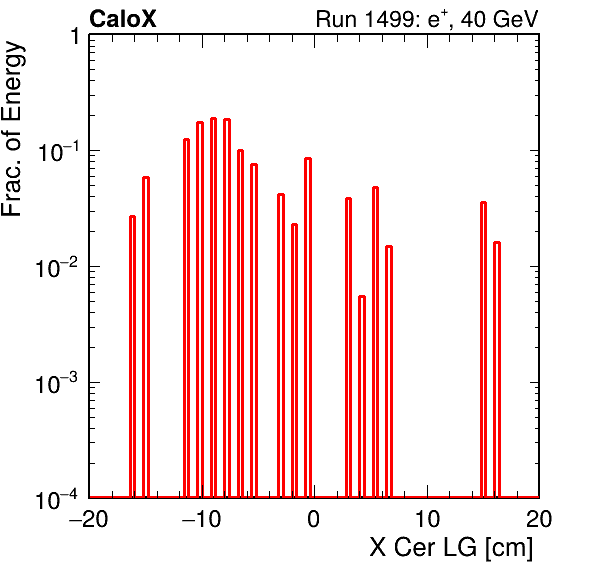 CaloX Run 1499: e⁺, 40 GeV
Frac. of Energy
1
10⁻¹
10⁻²
10⁻³
10⁻⁴
−20 −10 0 10 20
X Cer LG [cm]